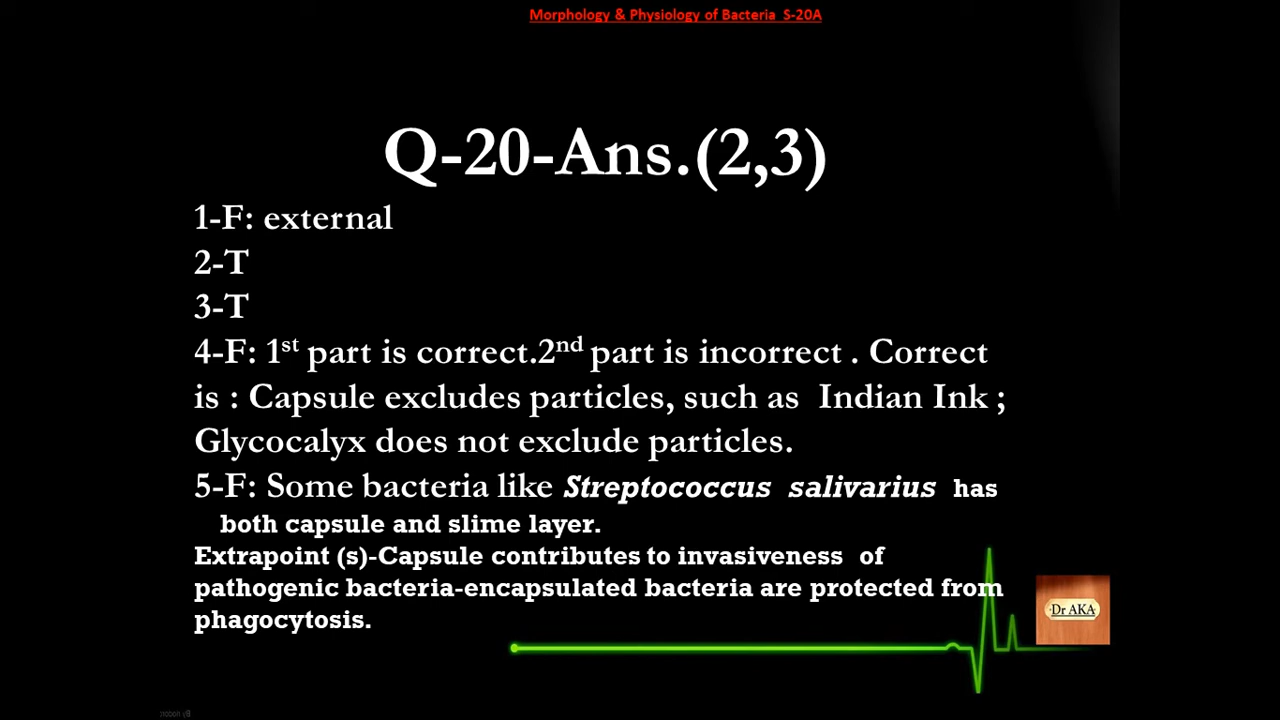 Morphology & Physiology of Bacteria S-20A
Q-20-Ans.(2,3)
1-F: external
2-T
3-T
4-F: 1st part is correct.2nd part is incorrect . Correct
is : Capsule excludes particles, such as Indian Ink ;
Glycocalyx does not exclude particles.
5-F: Some bacteria like Streptococcus salivarius has
both capsule and slime layer.
Extrapoint (s)-Capsule contributes to invasiveness of
pathogenic bacteria-encapsulated bacteria are protected from
phagocytosis.
Dr AKA